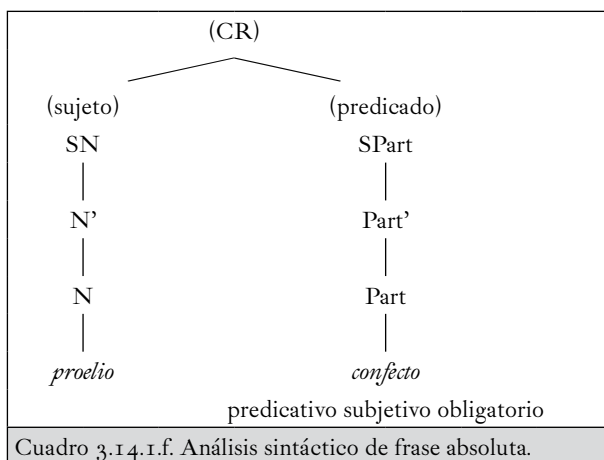 (CR)
(sujeto) (predicado)
SN SPart
N’ Part’
N Part
proelio confecto
predicativo subjetivo obligatorio
Cuadro 3.14.1.f. Análisis sintáctico de frase absoluta.